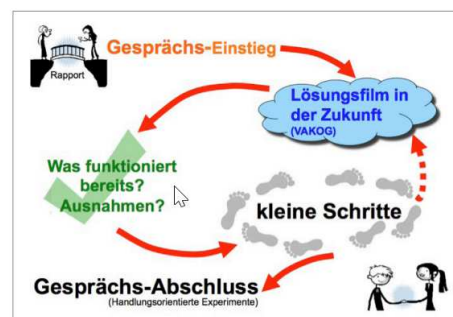 Gesprächs-Einstieg
Rapport
Lösungsfilm in
der Zukunft
(VAKOG)
Was funktioniert
bereits?
Ausnahmen?
kleine Schritte
Gesprächs-Abschluss
(Handlungsorientierte Experimente)